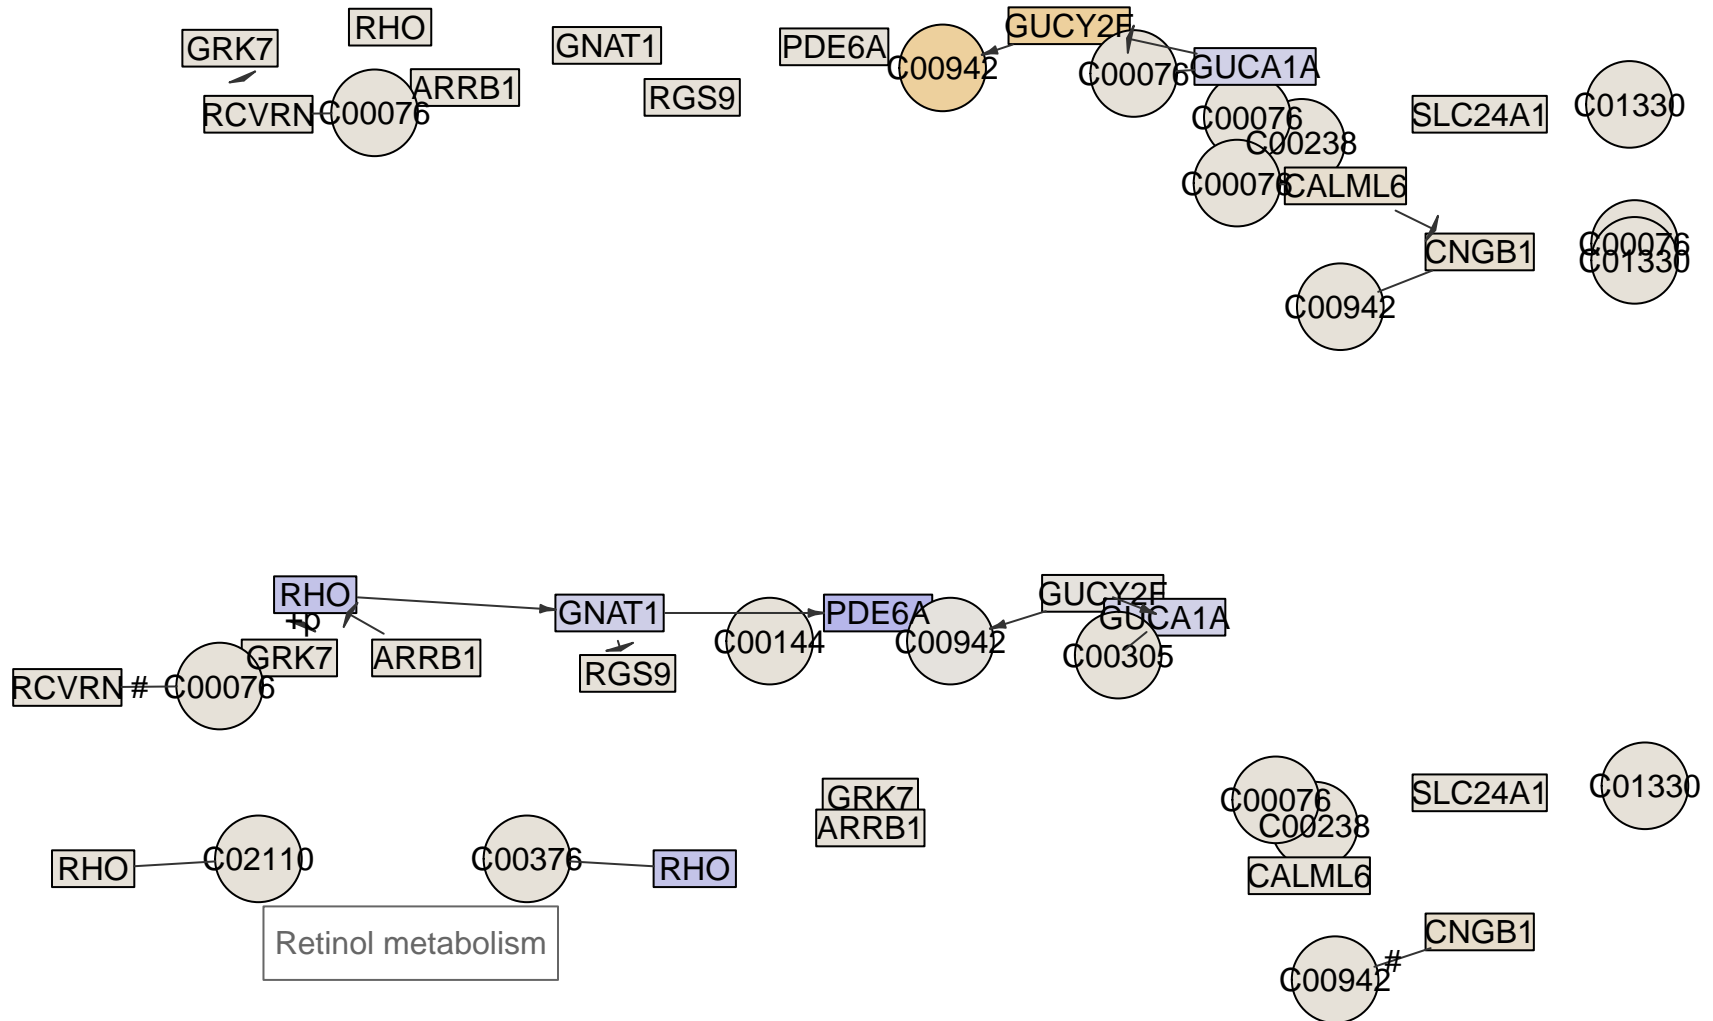 RHO
GRK7
GNAT1
PDE6A
C00942
GUCY2F
C00076
GUCA1A
RCVRN
C00076
ARRB1
RGS9
C00076
C00238
SLC24A1
C01330
C00076
CALML6
CNGB1
C00076
C01330
C00942
RHO
+p
GNAT1
PDE6A
GUCY2F
GUCA1A
RCVRN
#
C00076
GRK7
ARRB1
RGS9
C00144
C00942
C00305
GRK7
ARRB1
C00076
C00238
SLC24A1
C01330
RHO
C02110
C00376
RHO
CALML6
Retinol metabolism
CNGB1
#
C00942